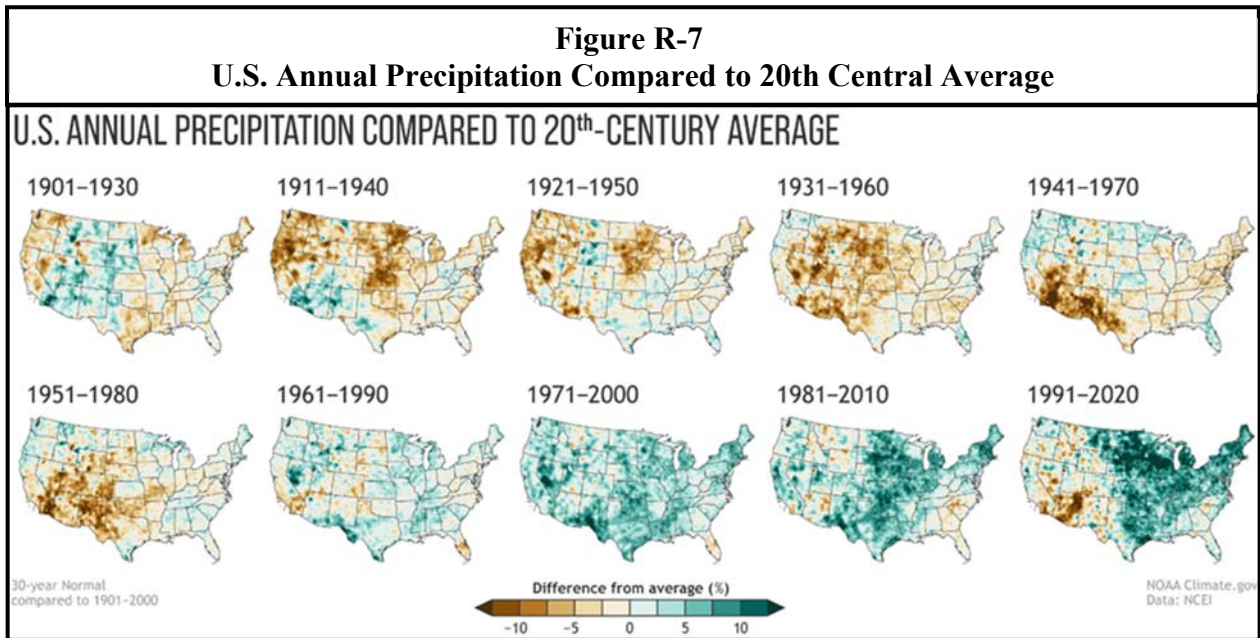 Figure R-7
U.S. Annual Precipitation Compared to 20th Central Average
U.S. ANNUAL PRECIPITATION COMPARED TO 20th-CENTURY AVERAGE
1901–1930
1911–1940
1921–1950
1931–1960
1941–1970
1951–1980
1961–1990
1971–2000
1981–2010
1991–2020
30-year Normal
compared to 1901–2000
Difference from average (%)
-10 -5 0 5 10
NOAA Climate.gov
Data: NCEI